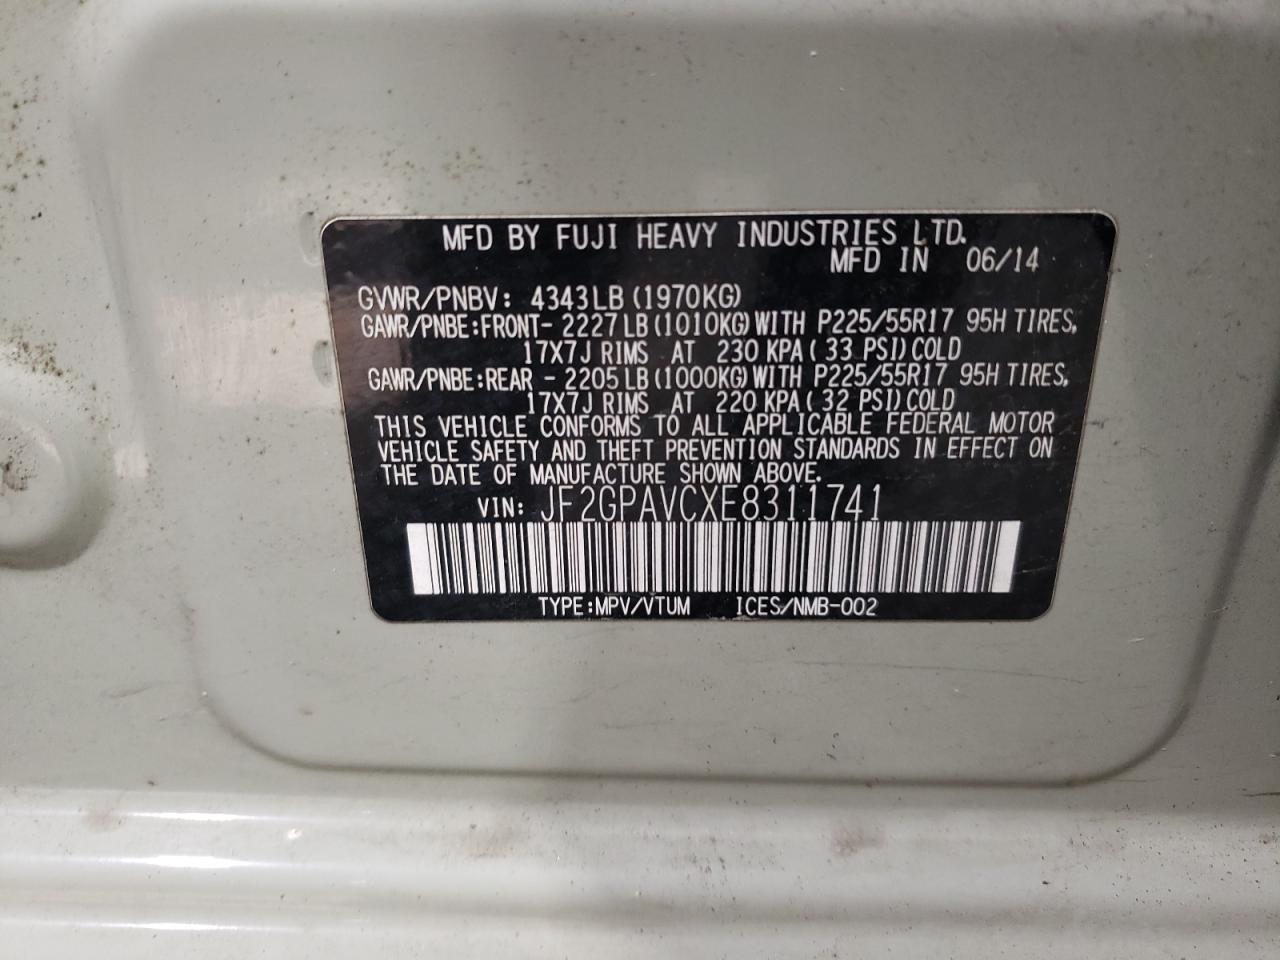 MFD BY FUJI HEAVY INDUSTRIES LTD.
MFD IN 06/14
GVWR/PNBV: 4343LB (1970KG)
GAWR/PNBE:FRONT- 2227LB (1010KG) WITH P225/55R17 95H TIRES,
17X7J RIMS AT 230 KPA ( 33 PSI) COLD
GAWR/PNBE:REAR - 2205LB (1000KG) WITH P225/55R17 95H TIRES,
17X7J RIMS AT 220 KPA ( 32 PSI) COLD
THIS VEHICLE CONFORMS TO ALL APPLICABLE FEDERAL MOTOR
VEHICLE SAFETY AND THEFT PREVENTION STANDARDS IN EFFECT ON
THE DATE OF MANUFACTURE SHOWN ABOVE.
VIN: JF2GPAVCXE8311741
TYPE:MPV/VTUM ICES/NMB-002